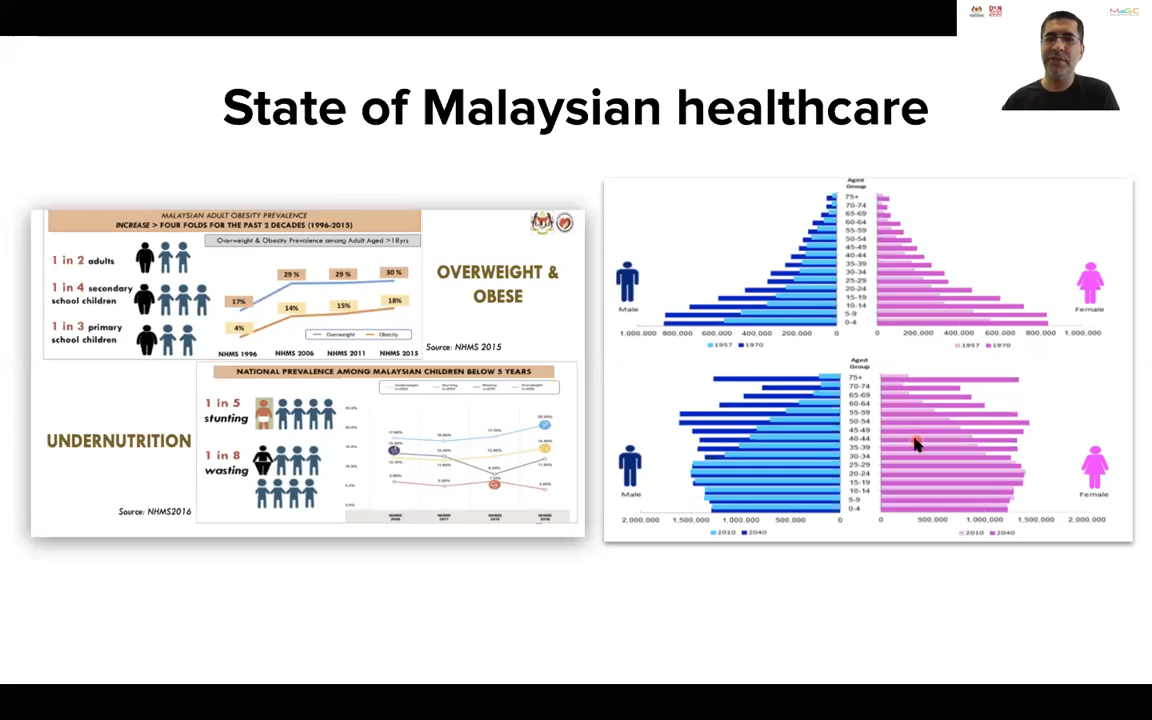 State of Malaysian healthcare
MALAYSIAN ADULT OBESITY PREVALENCE
INCREASE > FOUR FOLDS FOR THE PAST 2 DECADES (1996-2015)
Overweight & Obesity Prevalence among Adult Aged >18yrs
1 in 2 adults
1 in 4 secondary
school children
1 in 3 primary
school children
17% 29 % 29 % 30 %
4% 14% 15% 18%
Overweight Obesity
NHMS 1996 NHMS 2006 NHMS 2011 NHMS 2015
OVERWEIGHT &
OBESE
Source: NHMS 2015
NATIONAL PREVALENCE AMONG MALAYSIAN CHILDREN BELOW 5 YEARS
UNDERNUTRITION
1 in 5
stunting
1 in 8
wasting
Source: NHMS2016
Aged
Group
75+
70-74
65-69
60-64
55-59
50-54
45-49
40-44
35-39
30-34
25-29
20-24
15-19
10-14
5-9
0-4
Male
Female
1,000,000 800,000 600,000 400,000 200,000 0
0 200,000 400,000 600,000 800,000 1,000,000
1957 1970
1957 1970
Aged
Group
75+
70-74
65-69
60-64
55-59
50-54
45-49
40-44
35-39
30-34
25-29
20-24
15-19
10-14
5-9
0-4
Male
Female
2,000,000 1,500,000 1,000,000 500,000 0
0 500,000 1,000,000 1,500,000 2,000,000
2010 2040
2010 2040